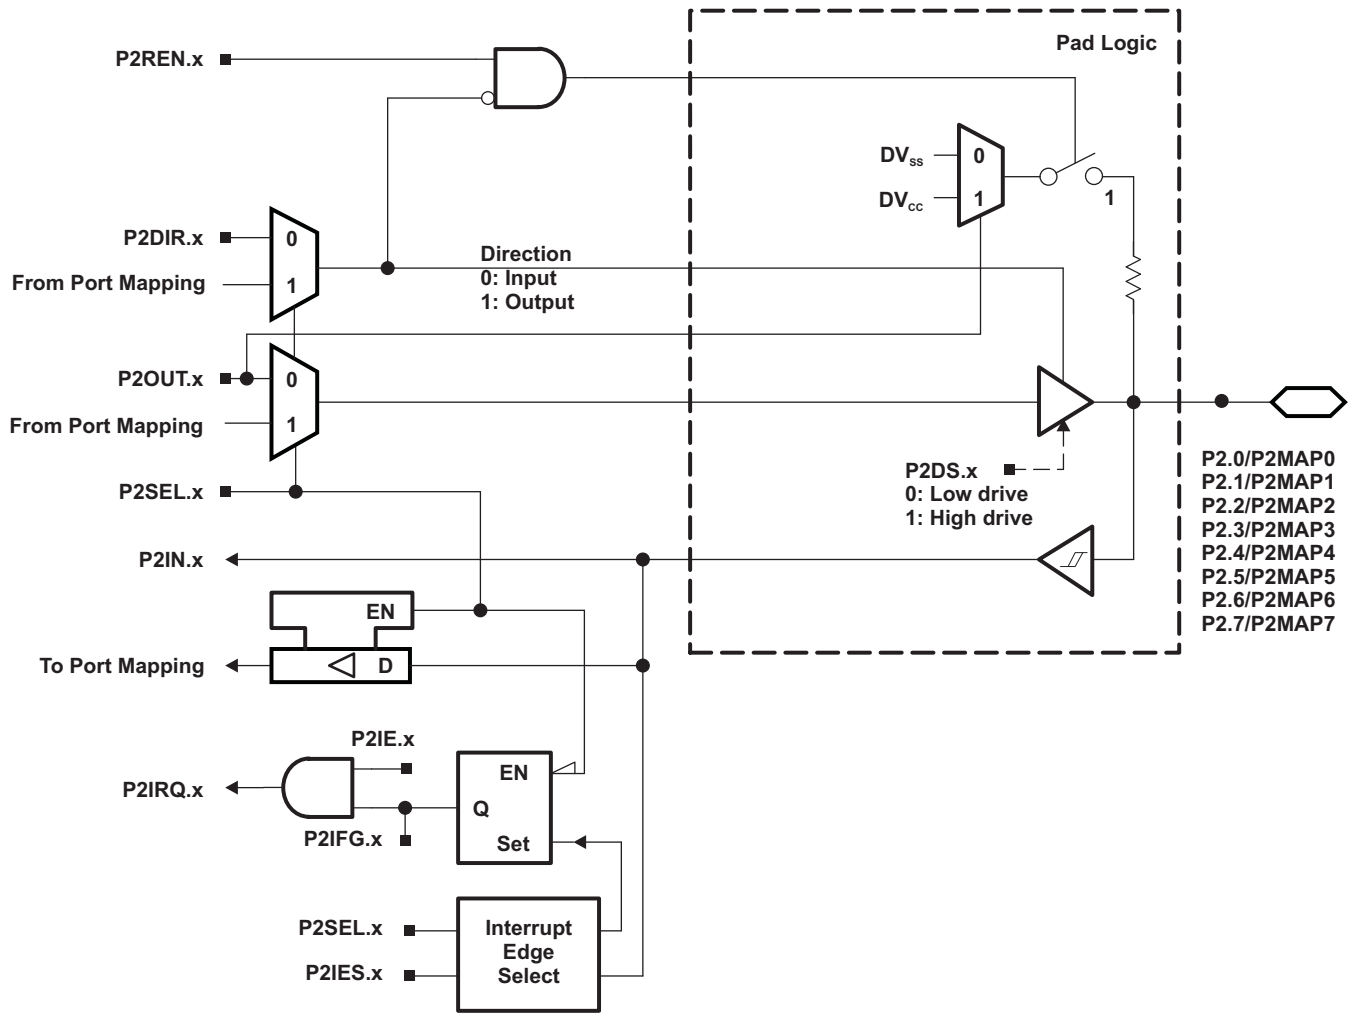 Pad Logic
P2REN.x
DVSS
0
DVCC
1
1
P2DIR.x
0
From Port Mapping
1
Direction
0: Input
1: Output
P2OUT.x
0
From Port Mapping
1
P2SEL.x
P2DS.x
0: Low drive
1: High drive
P2.0/P2MAP0
P2.1/P2MAP1
P2.2/P2MAP2
P2.3/P2MAP3
P2.4/P2MAP4
P2.5/P2MAP5
P2.6/P2MAP6
P2.7/P2MAP7
P2IN.x
EN
To Port Mapping
D
P2IE.x
P2IRQ.x
P2IFG.x
EN
Q
Set
P2SEL.x
P2IES.x
Interrupt
Edge
Select